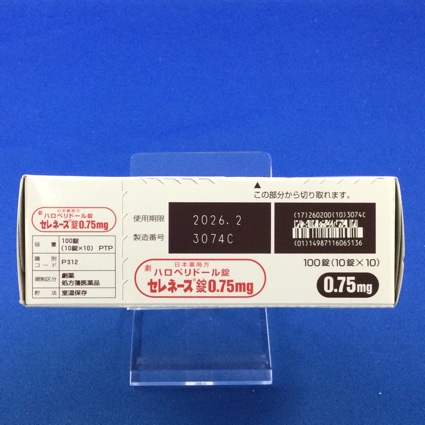 日本薬局方
劇 ハロペリドール錠
セレネース錠0.75mg
容量 100錠 (10錠×10) PTP
識別コード P312
規制区分 劇薬 処方箋医薬品
貯法 室温保存
▲
この部分から切り取れます。
使用期限 2026.2
製造番号 3074C
(17)260200(10)3074C
(01)14987116065136
日本薬局方
劇 ハロペリドール錠
セレネース錠0.75mg
100錠(10錠×10)
0.75mg